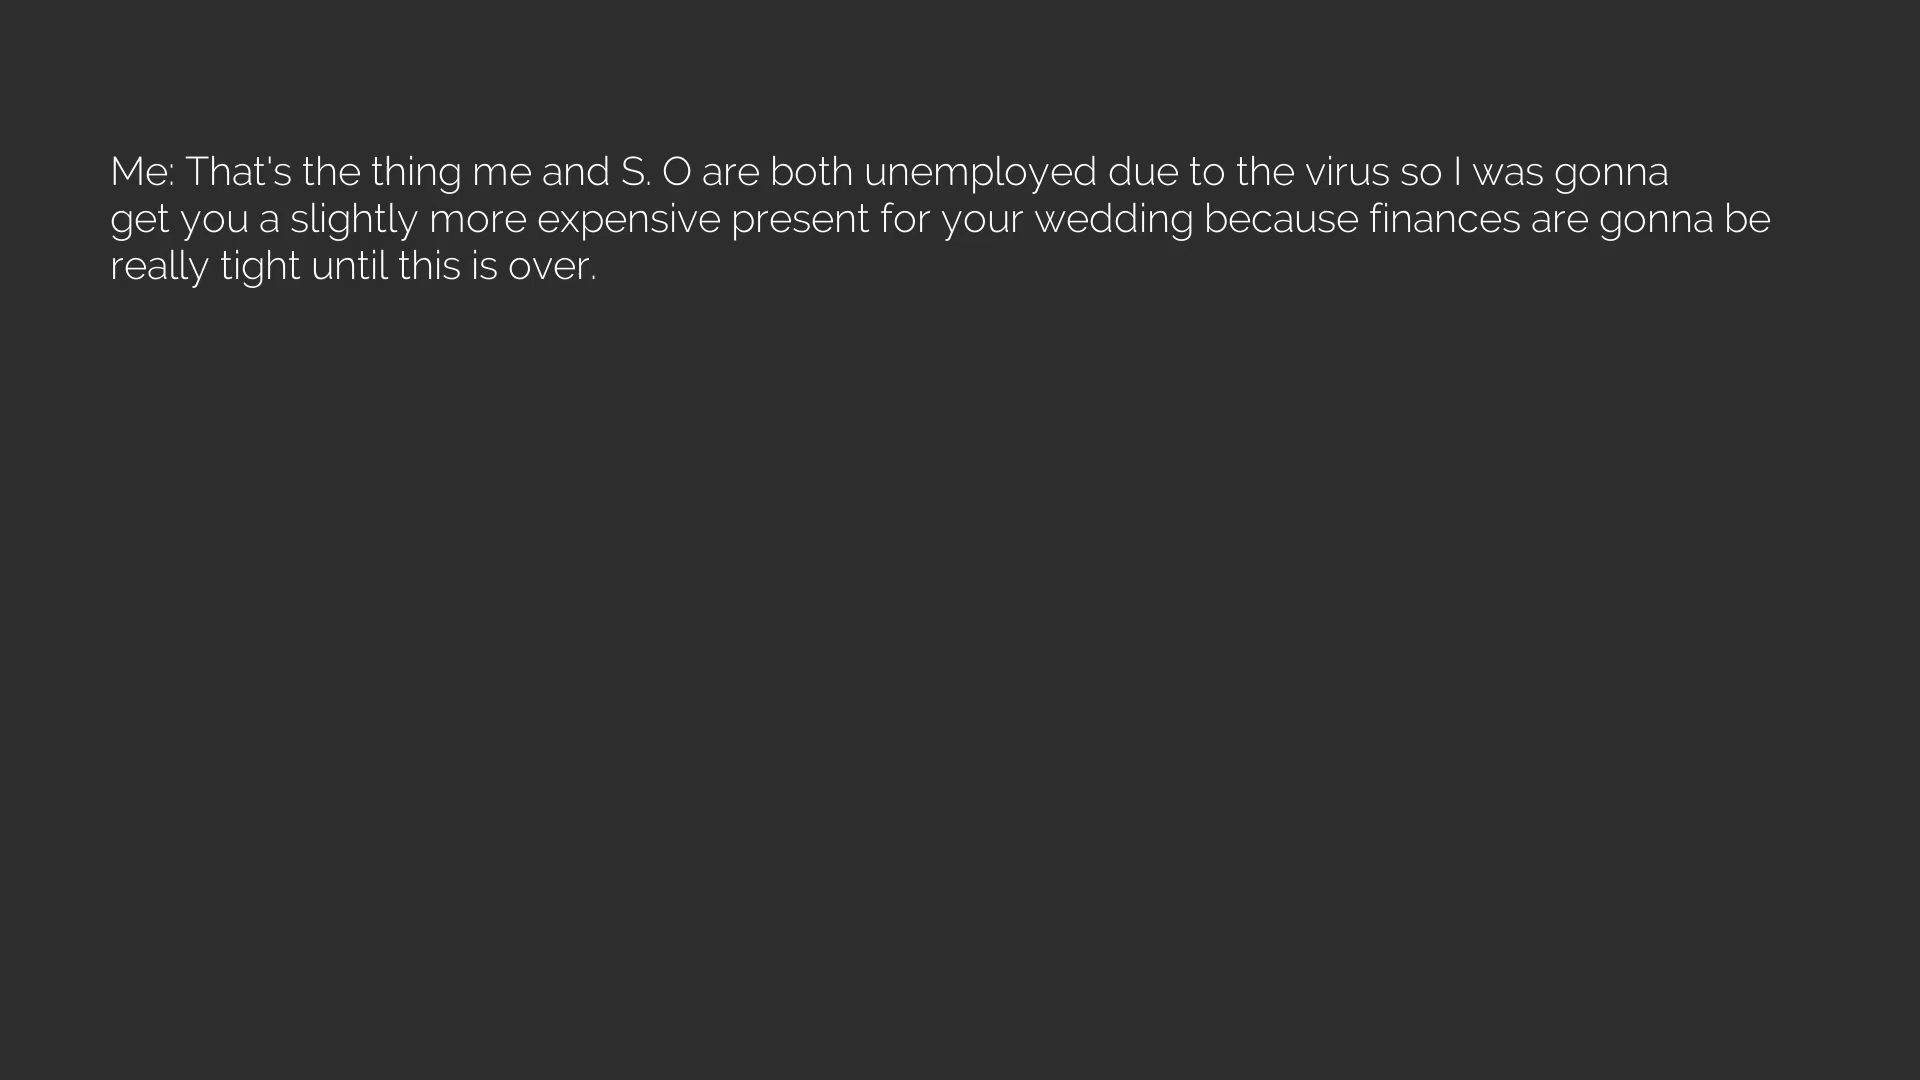 Me: That's the thing me and S. O are both unemployed due to the virus so I was gonna
get you a slightly more expensive present for your wedding because finances are gonna be
really tight until this is over.